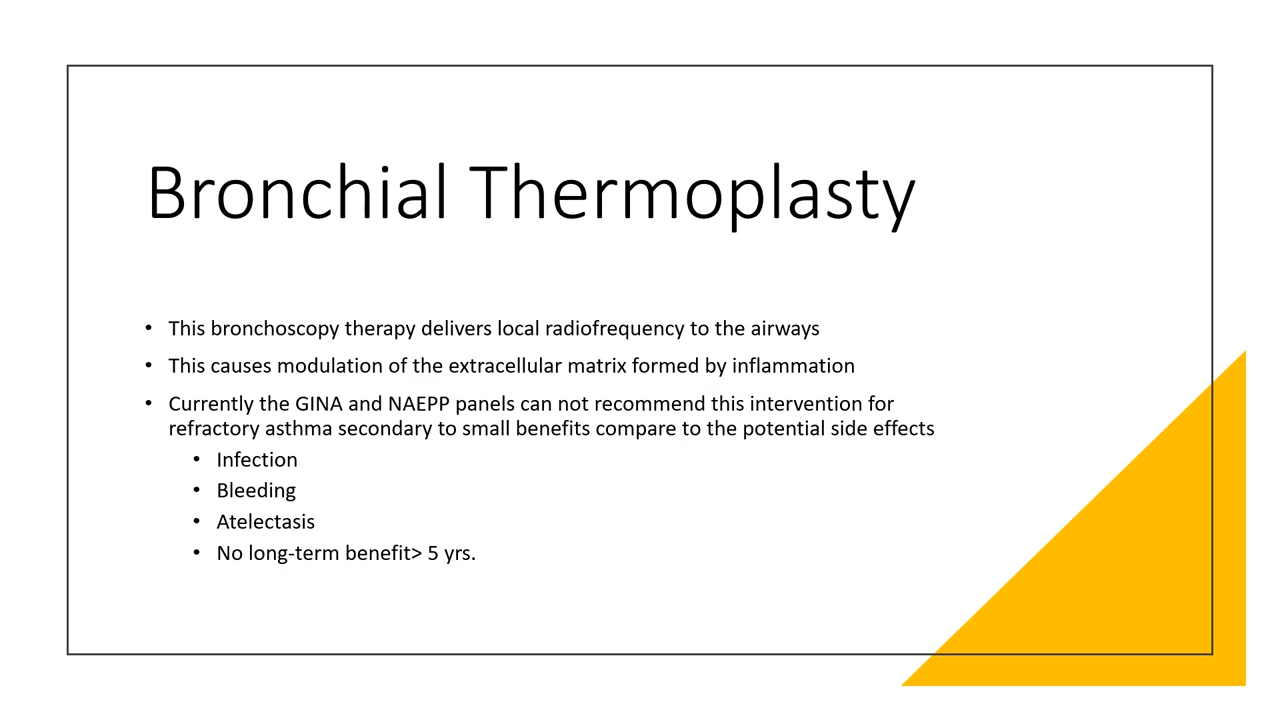 Bronchial Thermoplasty
• This bronchoscopy therapy delivers local radiofrequency to the airways
• This causes modulation of the extracellular matrix formed by inflammation
• Currently the GINA and NAEPP panels can not recommend this intervention for
refractory asthma secondary to small benefits compare to the potential side effects
• Infection
• Bleeding
• Atelectasis
• No long-term benefit> 5 yrs.